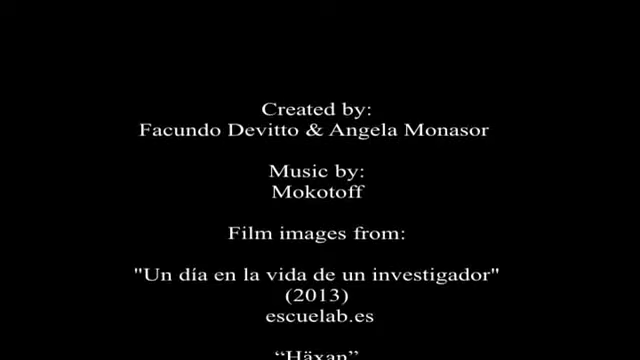 Created by:
Facundo Devitto & Angela Monasor
Music by:
Mokotoff
Film images from:
"Un día en la vida de un investigador"
(2013)
escuelab.es
“Häxan”